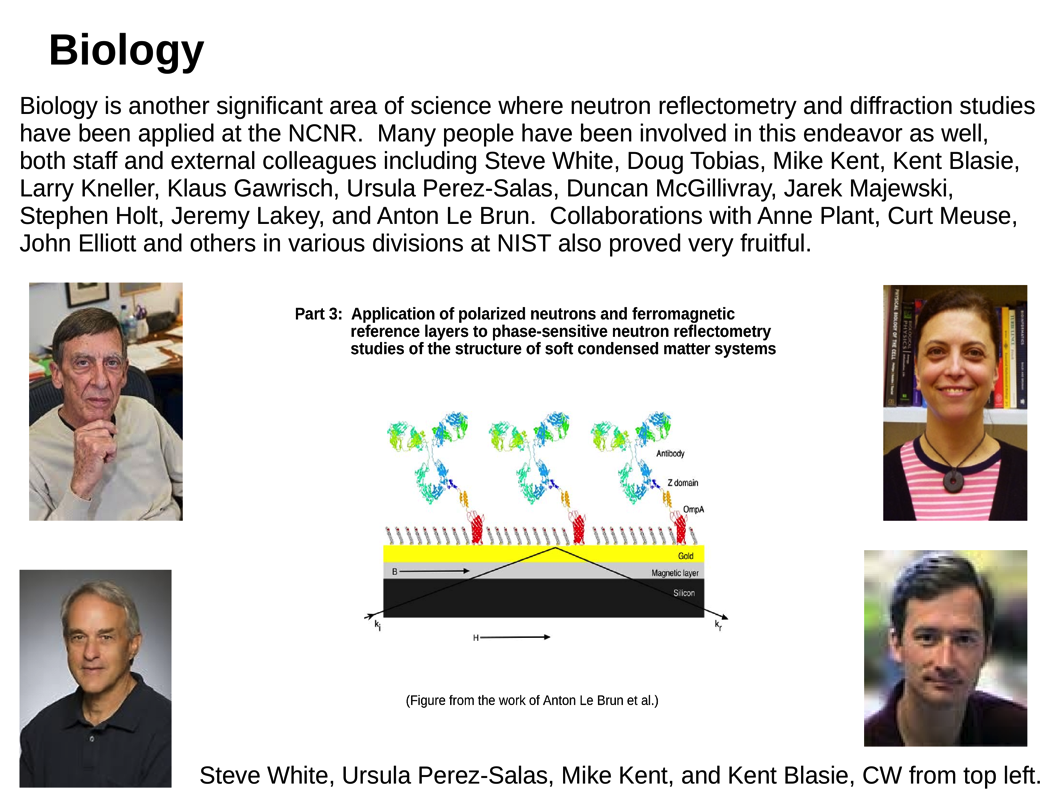 Biology
Biology is another significant area of science where neutron reflectometry and diffraction studies
have been applied at the NCNR.  Many people have been involved in this endeavor as well,
both staff and external colleagues including Steve White, Doug Tobias, Mike Kent, Kent Blasie,
Larry Kneller, Klaus Gawrisch, Ursula Perez-Salas, Duncan McGillivray, Jarek Majewski,
Stephen Holt, Jeremy Lakey, and Anton Le Brun.  Collaborations with Anne Plant, Curt Meuse,
John Elliott and others in various divisions at NIST also proved very fruitful.
Part 3:  Application of polarized neutrons and ferromagnetic
reference layers to phase-sensitive neutron reflectometry
studies of the structure of soft condensed matter systems
Antibody
Z domain
OmpA
Gold
B
Magnetic layer
Silicon
ki
kr
H
(Figure from the work of Anton Le Brun et al.)
Steve White, Ursula Perez-Salas, Mike Kent, and Kent Blasie, CW from top left.